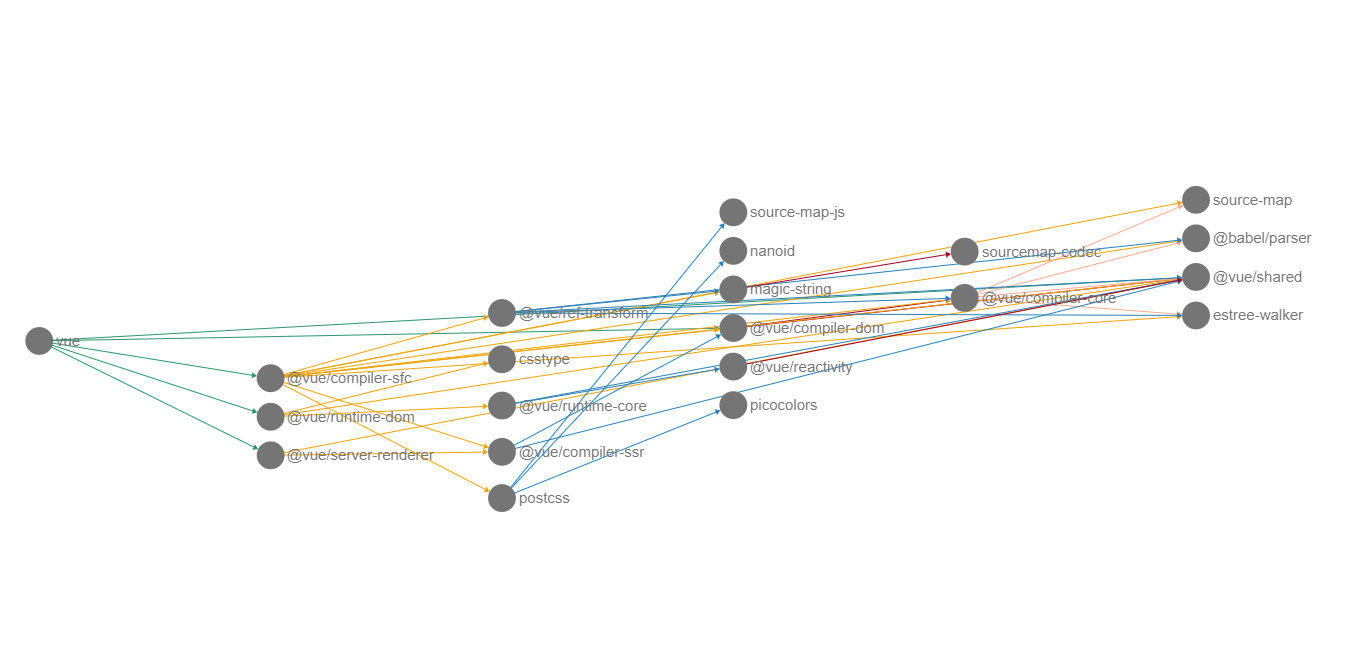 vue
@vue/compiler-sfc
@vue/runtime-dom
@vue/server-renderer
@vue/ref-transform
csstype
@vue/runtime-core
@vue/compiler-ssr
postcss
source-map-js
nanoid
magic-string
@vue/compiler-dom
@vue/reactivity
picocolors
sourcemap-codec
@vue/compiler-core
source-map
@babel/parser
@vue/shared
estree-walker